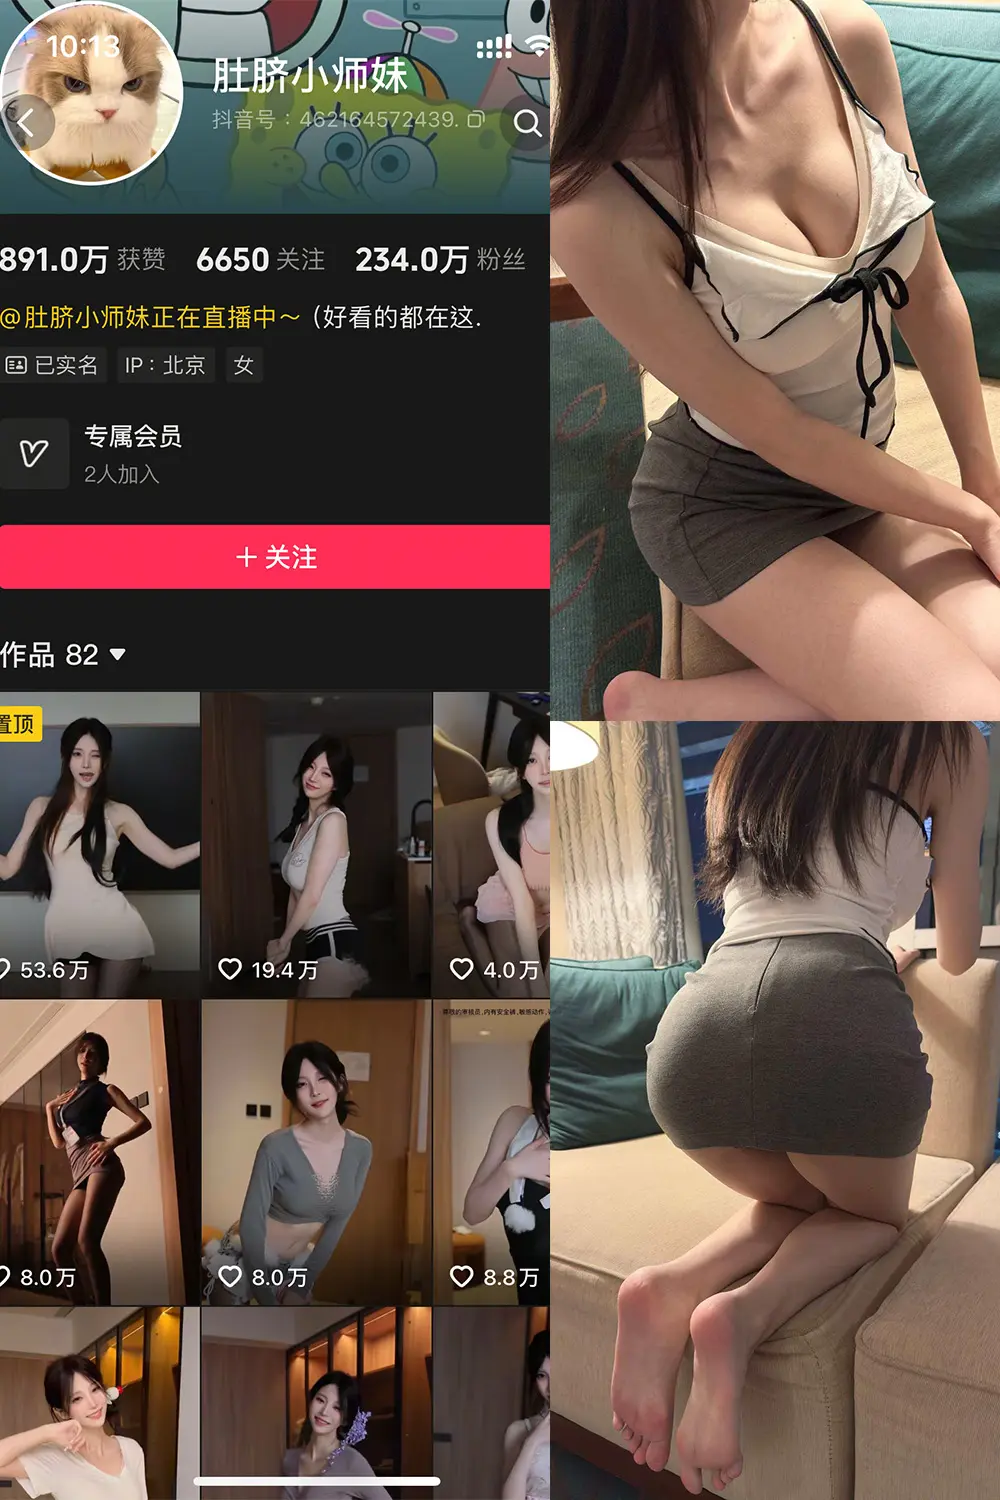 10:13
肚脐小师妹
抖音号：462164572439.
891.0万 获赞 6650 关注 234.0万 粉丝
@肚脐小师妹正在直播中～（好看的都在这.
已实名 IP：北京 女
专属会员
2人加入
＋关注
作品 82
置顶
53.6万 19.4万 4.0万
8.0万 8.0万 8.8万